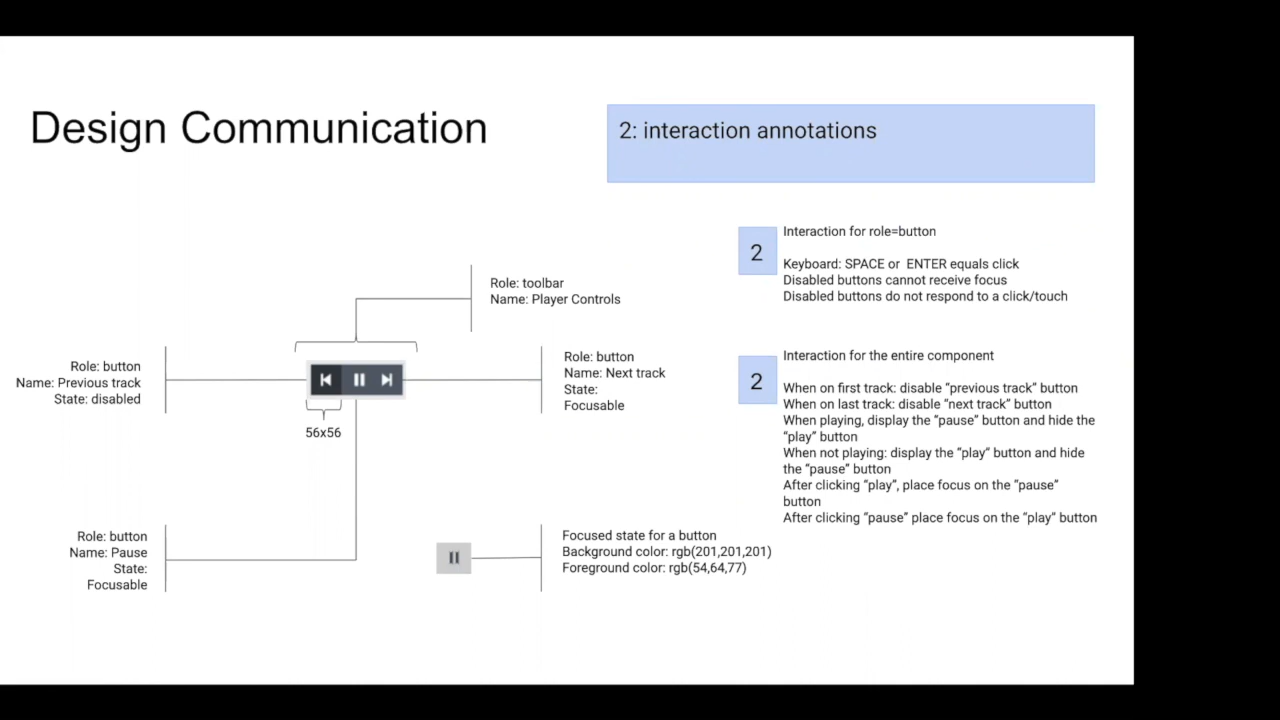 Design Communication
2: interaction annotations
Role: toolbar
Name: Player Controls
Role: button
Name: Previous track
State: disabled
56x56
Role: button
Name: Next track
State:
Focusable
Role: button
Name: Pause
State:
Focusable
Focused state for a button
Background color: rgb(201,201,201)
Foreground color: rgb(54,64,77)
2
Interaction for role=button
Keyboard: SPACE or ENTER equals click
Disabled buttons cannot receive focus
Disabled buttons do not respond to a click/touch
2
Interaction for the entire component
When on first track: disable “previous track” button
When on last track: disable “next track” button
When playing, display the “pause” button and hide the
“play” button
When not playing: display the “play” button and hide
the “pause” button
After clicking “play”, place focus on the “pause”
button
After clicking “pause” place focus on the “play” button